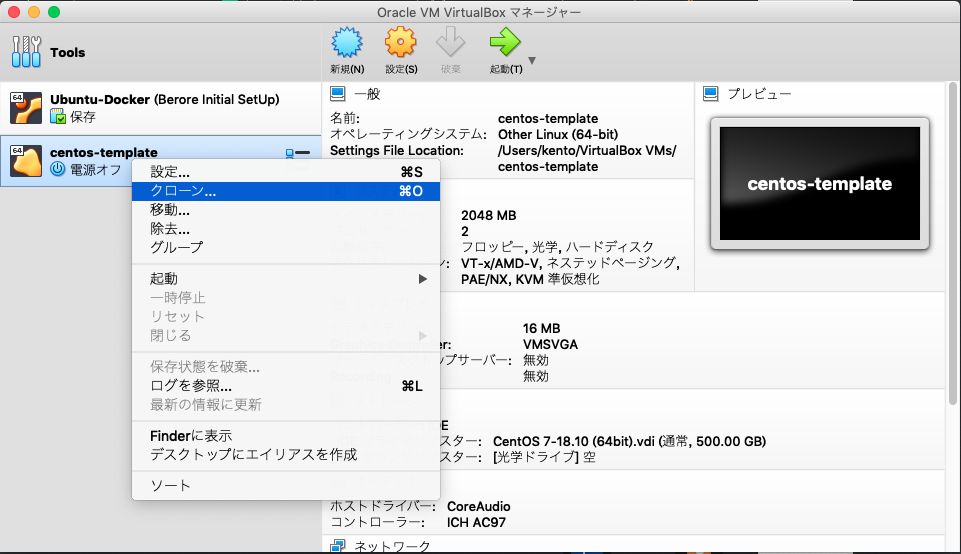 Oracle VM VirtualBox マネージャー
Tools
新規(N)
設定(S)
破棄
起動(T)
64
Ubuntu-Docker (Berore Initial SetUp)
保存
64
centos-template
電源オフ
設定... ⌘S
クローン... ⌘O
移動...
除去...
グループ
起動
一時停止
リセット
閉じる
保存状態を破棄...
ログを参照... ⌘L
最新の情報に更新
Finderに表示
デスクトップにエイリアスを作成
ソート
一般
名前: centos-template
オペレーティングシステム: Other Linux (64-bit)
Settings File Location: /Users/kento/VirtualBox VMs/
centos-template
2048 MB
2
フロッピー, 光学, ハードディスク
VT-x/AMD-V, ネステッドページング,
PAE/NX, KVM 準仮想化
16 MB
VMSVGA
ップサーバー: 無効
無効
スター: CentOS 7-18.10 (64bit).vdi (通常, 500.00 GB)
スター: [光学ドライブ] 空
ホストドライバー: CoreAudio
コントローラー: ICH AC97
ネットワーク
プレビュー
centos-template